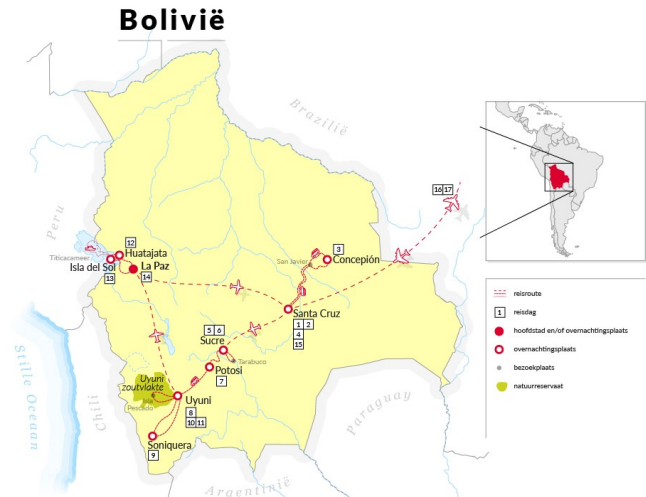 Bolivië
Brazilië
Peru
16 17
12
Huatajata
Titicacameer
Isla del Sol
La Paz
13
14
3
San Javier
Concepión
Santa Cruz
1 2
4
15
5 6
Sucre
Tarabuco
Potosi
7
Uyuni
zoutvlakte
Pescado
Uyuni
8
10 11
Soniquera
9
Stille Oceaan
Chili
Paraguay
Argentinië
reisroute
1 reisdag
hoofdstad en/of overnachtingsplaats
overnachtingsplaats
bezoekplaats
natuurreservaat